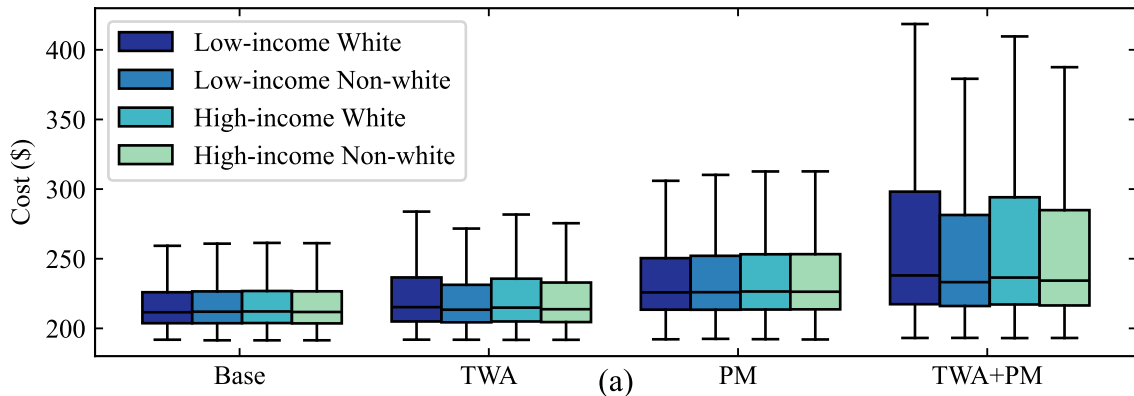 Cost ($)
400
350
300
250
200
Low-income White
Low-income Non-white
High-income White
High-income Non-white
Base
TWA
(a)
PM
TWA+PM